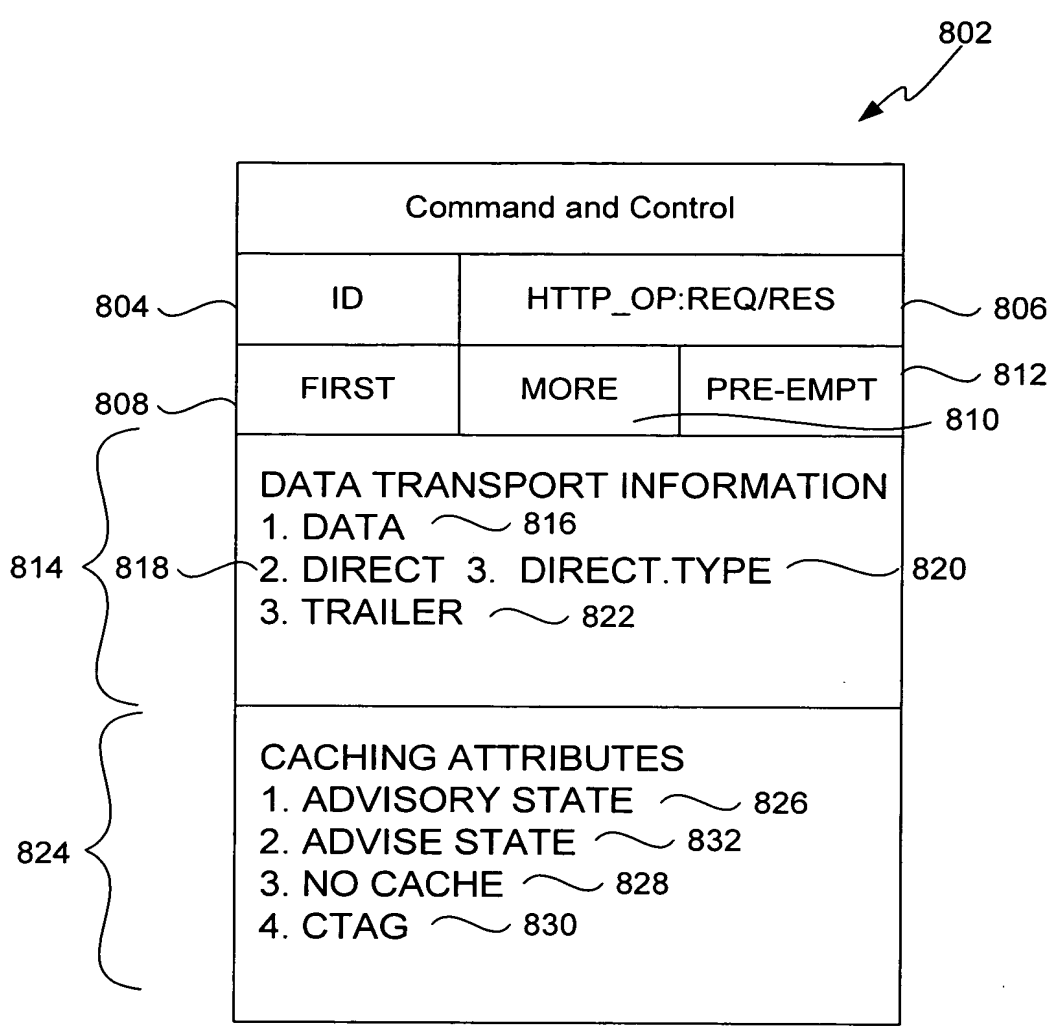 802
Command and Control
804 ID HTTP_OP:REQ/RES 806
808 FIRST MORE PRE-EMPT 812
810
DATA TRANSPORT INFORMATION
1. DATA 816
814 818 2. DIRECT 3. DIRECT.TYPE 820
3. TRAILER 822
CACHING ATTRIBUTES
1. ADVISORY STATE 826
824 2. ADVISE STATE 832
3. NO CACHE 828
4. CTAG 830